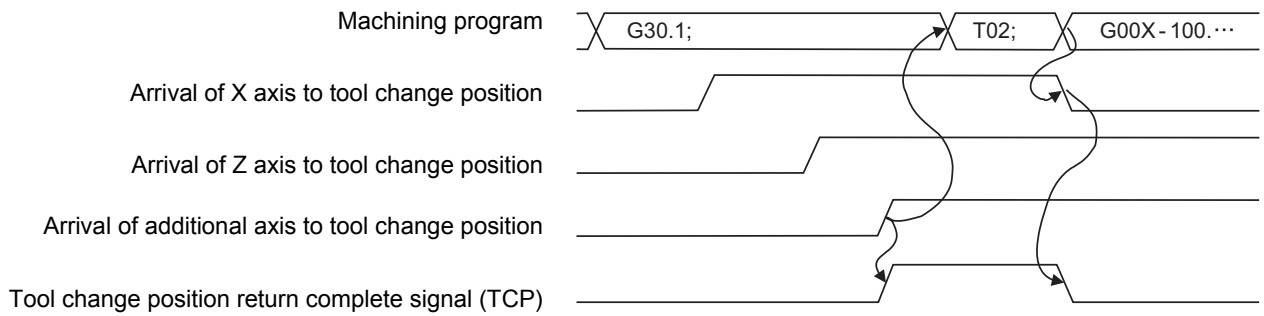 Machining program
G30.1;
T02;
G00X-100.…
Arrival of X axis to tool change position
Arrival of Z axis to tool change position
Arrival of additional axis to tool change position
Tool change position return complete signal (TCP)